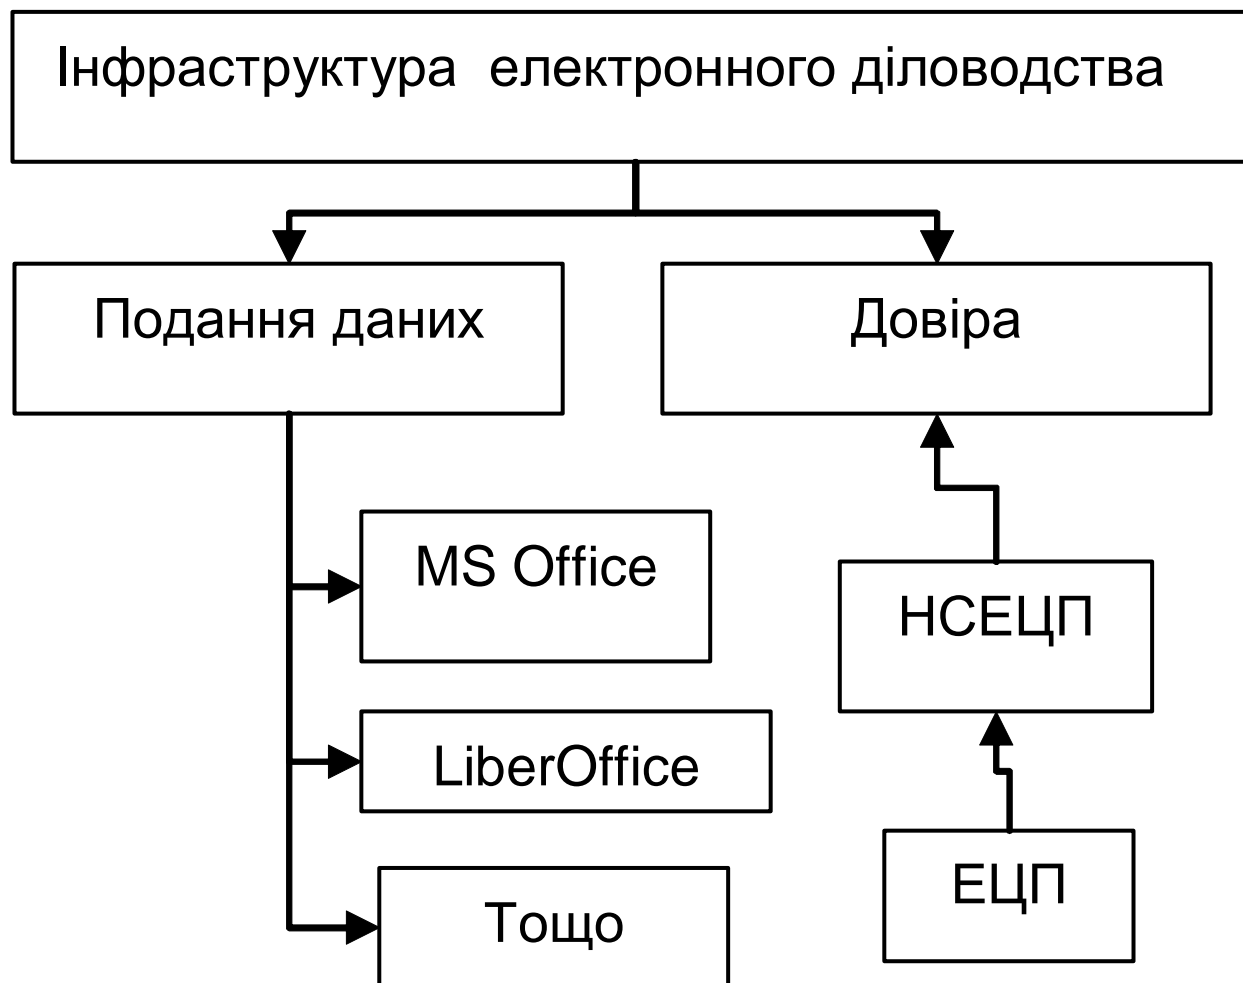 Інфраструктура електронного діловодства
Подання даних
Довіра
MS Office
НСЕЦП
LiberOffice
ЕЦП
Тощо